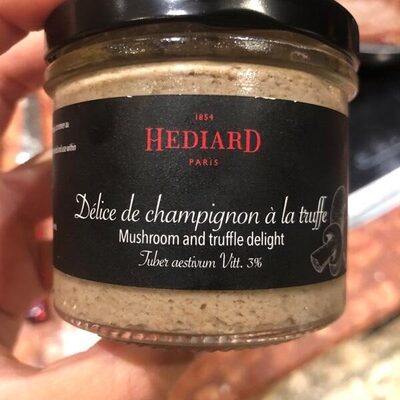 1854
HEDIARD
PARIS
Délice de champignon à la truffe
Mushroom and truffle delight
Tuber aestivum Vitt. 3%